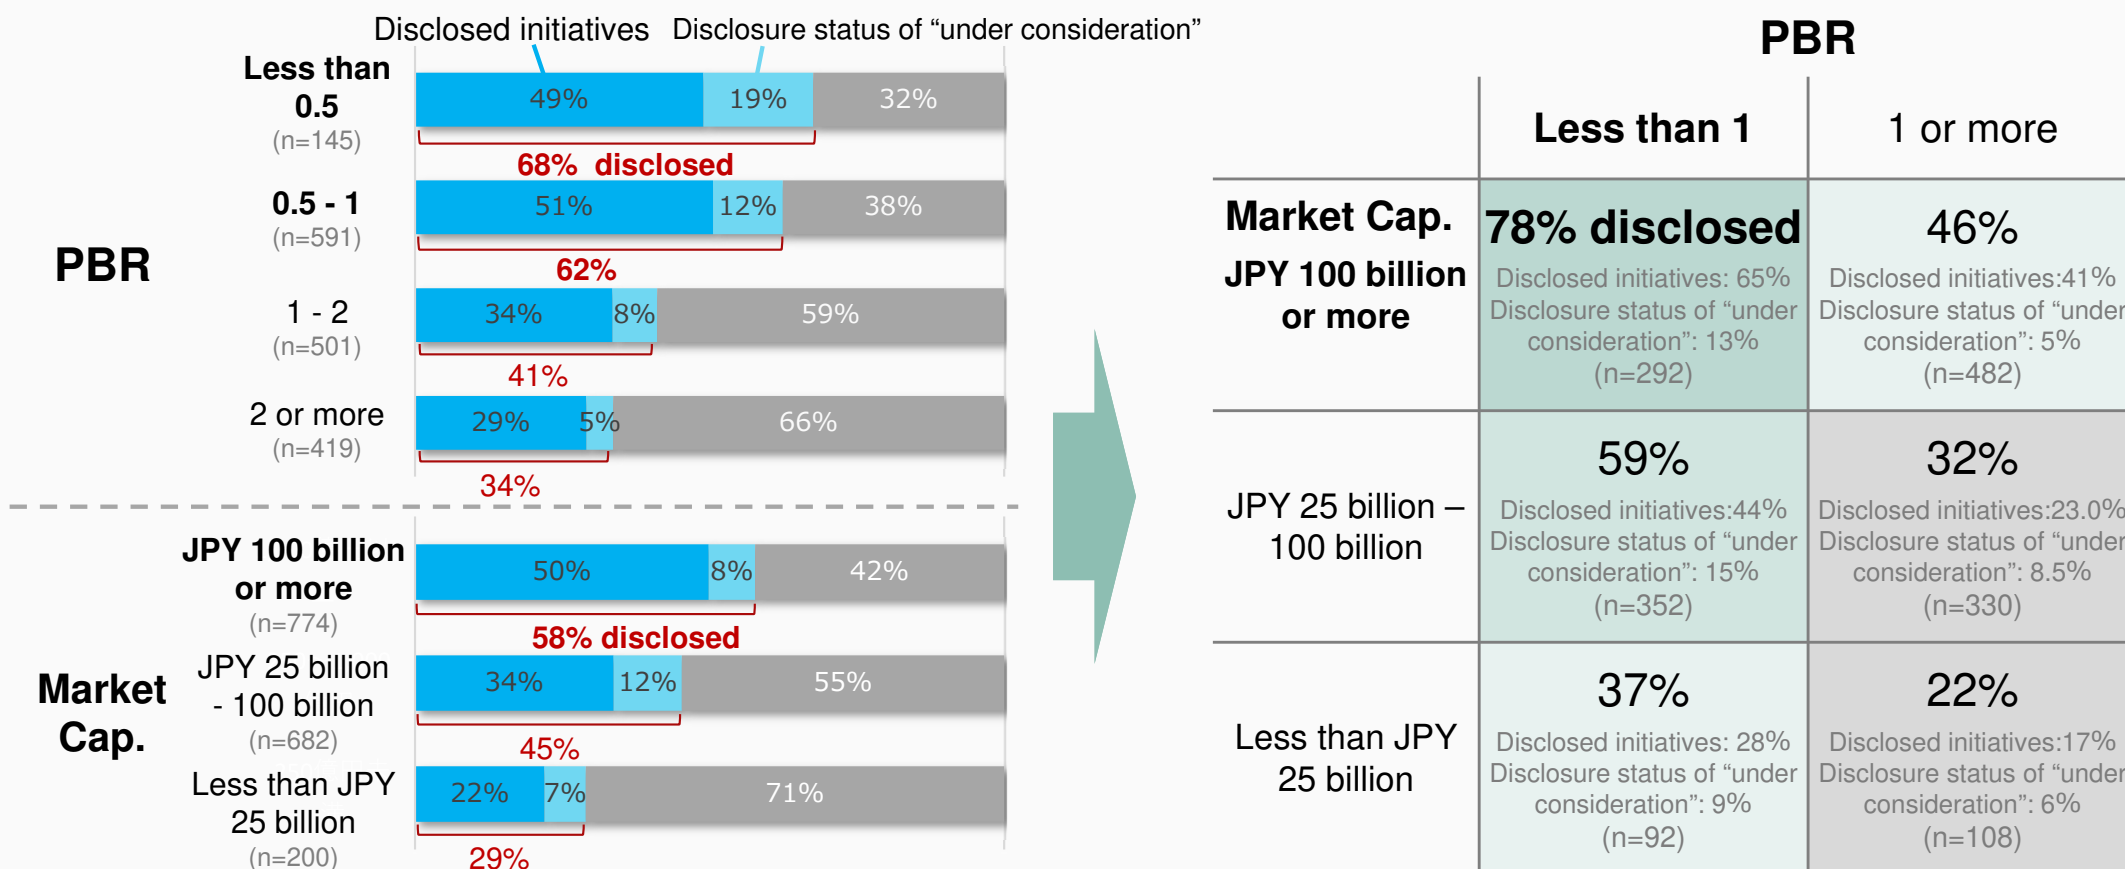 Disclosed initiatives
Disclosure status of “under consideration”
PBR
Less than
0.5
(n=145)
49%
19%
32%
68%  disclosed
0.5 - 1
(n=591)
51%
12%
38%
62%
1 - 2
(n=501)
34%
8%
59%
41%
2 or more
(n=419)
29%
5%
66%
34%
Market
Cap.
JPY 100 billion
or more
(n=774)
50%
8%
42%
58% disclosed
JPY 25 billion
- 100 billion
(n=682)
34%
12%
55%
45%
Less than JPY
25 billion
(n=200)
22%
7%
71%
29%
PBR
Less than 1
1 or more
Market Cap.
JPY 100 billion
or more
78% disclosed
Disclosed initiatives: 65%
Disclosure status of “under
consideration”: 13%
(n=292)
46%
Disclosed initiatives:41%
Disclosure status of “under
consideration”: 5%
(n=482)
JPY 25 billion –
100 billion
59%
Disclosed initiatives:44%
Disclosure status of “under
consideration”: 15%
(n=352)
32%
Disclosed initiatives:23.0%
Disclosure status of “under
consideration”: 8.5%
(n=330)
Less than JPY
25 billion
37%
Disclosed initiatives: 28%
Disclosure status of “under
consideration”: 9%
(n=92)
22%
Disclosed initiatives:17%
Disclosure status of “under
consideration”: 6%
(n=108)